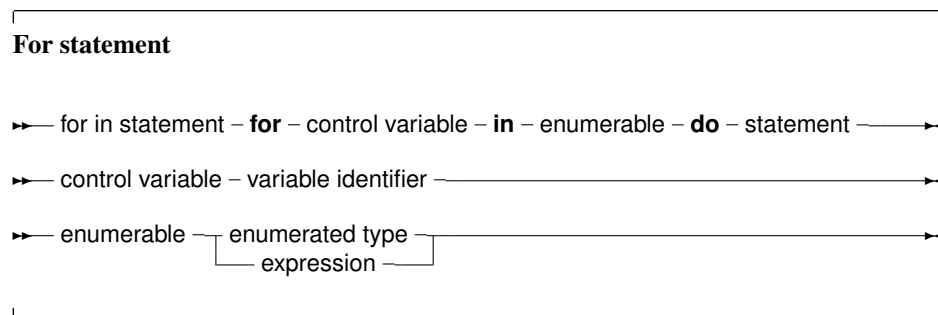 For statement
for in statement – for – control variable – in – enumerable – do – statement
control variable – variable identifier
enumerable enumerated type
expression